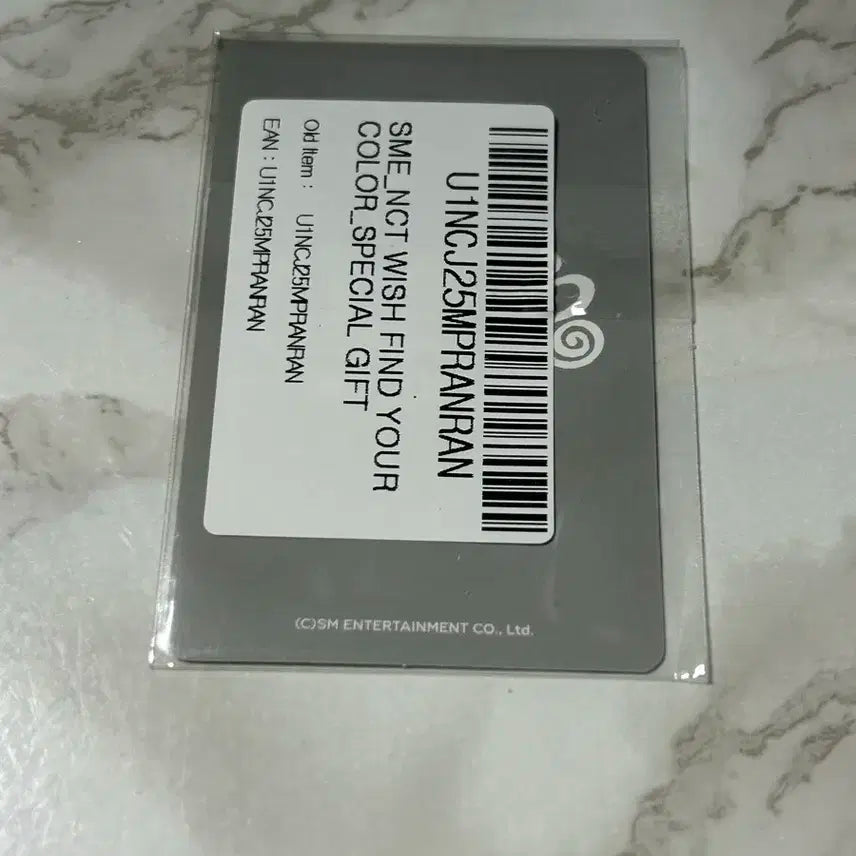 U1NCJ25MPRANRAN
SME_NCT WISH FIND YOUR
COLOR_SPECIAL GIFT
Old Item : U1NCJ25MPRANRAN
EAN : U1NCJ25MPRANRAN
(C)SM ENTERTAINMENT CO., Ltd.